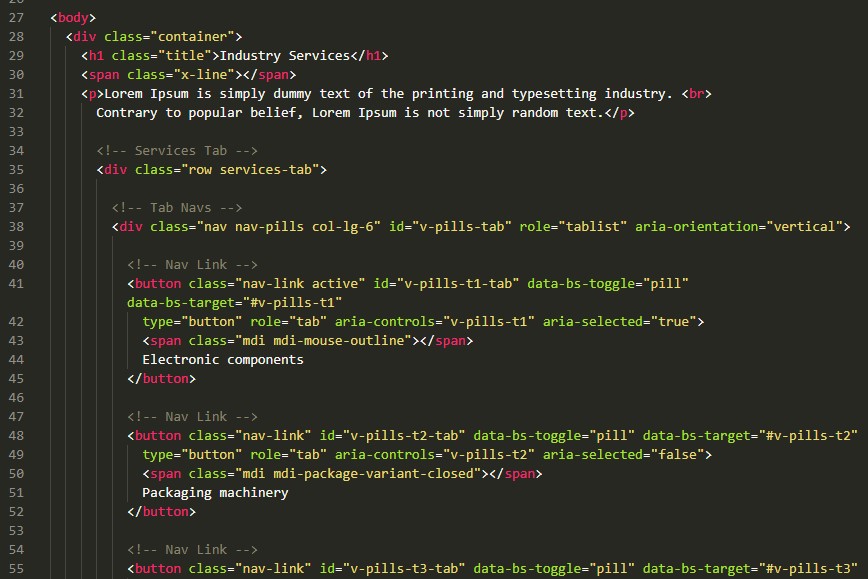 27 <body>
28 <div class="container">
29 <h1 class="title">Industry Services</h1>
30 <span class="x-line"></span>
31 <p>Lorem Ipsum is simply dummy text of the printing and typesetting industry. <br>
32 Contrary to popular belief, Lorem Ipsum is not simply random text.</p>
33
34 <!-- Services Tab -->
35 <div class="row services-tab">
36
37 <!-- Tab Navs -->
38 <div class="nav nav-pills col-lg-6" id="v-pills-tab" role="tablist" aria-orientation="vertical">
39
40 <!-- Nav Link -->
41 <button class="nav-link active" id="v-pills-t1-tab" data-bs-toggle="pill"
data-bs-target="#v-pills-t1"
42 type="button" role="tab" aria-controls="v-pills-t1" aria-selected="true">
43 <span class="mdi mdi-mouse-outline"></span>
44 Electronic components
45 </button>
46
47 <!-- Nav Link -->
48 <button class="nav-link" id="v-pills-t2-tab" data-bs-toggle="pill" data-bs-target="#v-pills-t2"
49 type="button" role="tab" aria-controls="v-pills-t2" aria-selected="false">
50 <span class="mdi mdi-package-variant-closed"></span>
51 Packaging machinery
52 </button>
53
54 <!-- Nav Link -->
55 <button class="nav-link" id="v-pills-t3-tab" data-bs-toggle="pill" data-bs-target="#v-pills-t3"